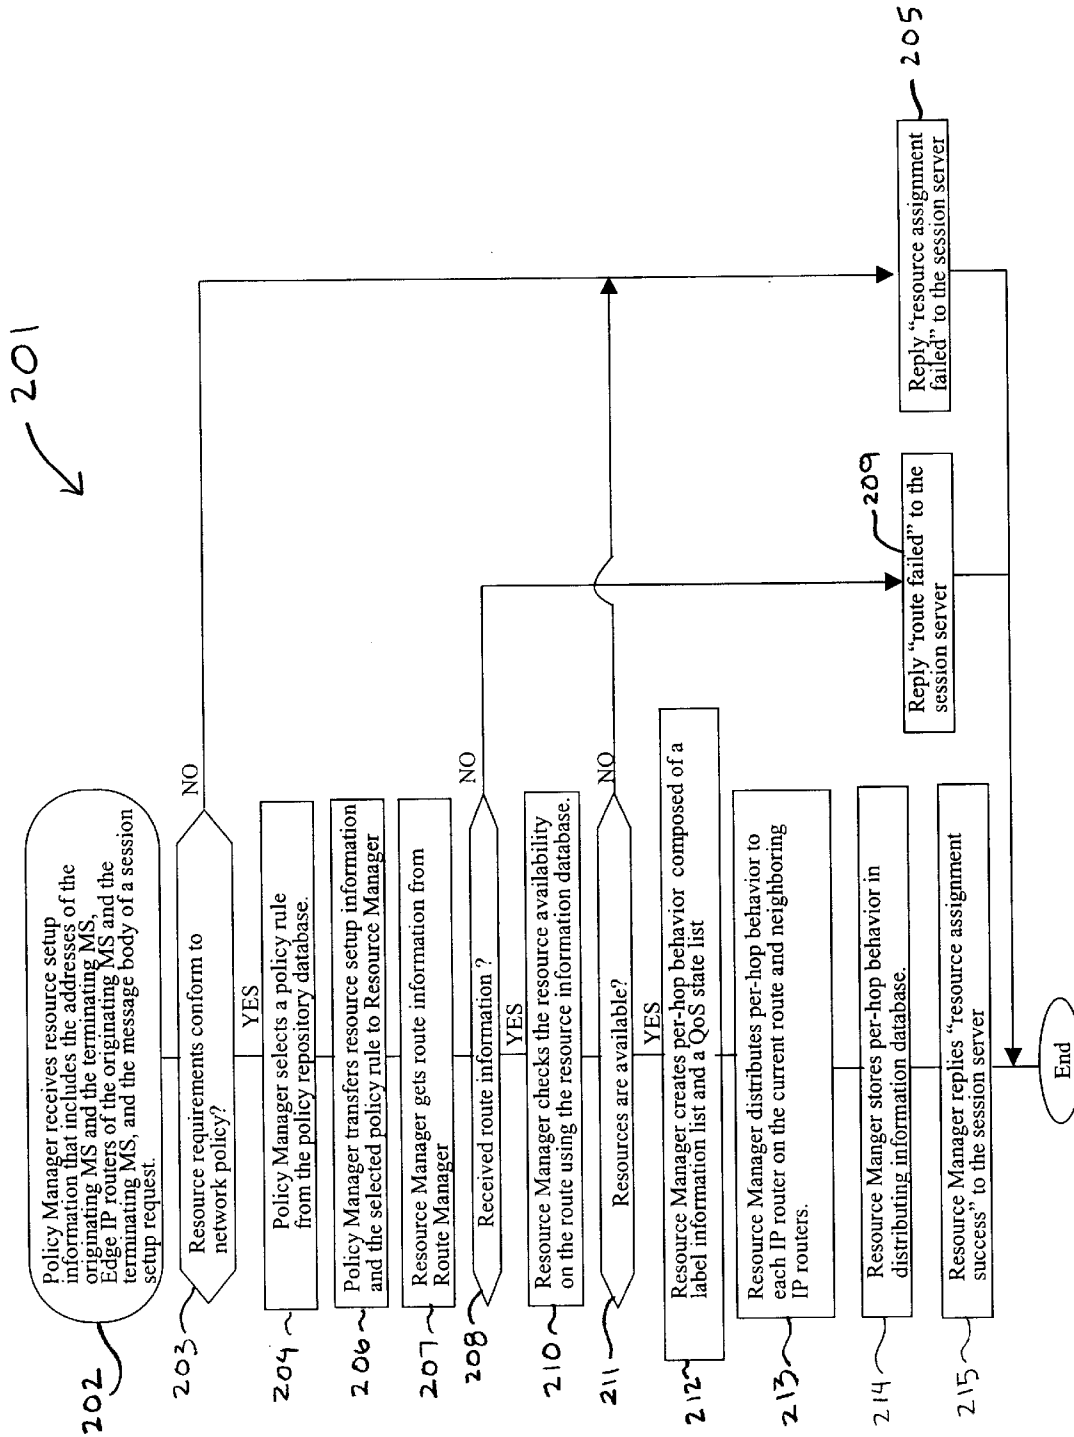 201
Policy Manager receives resource setup
information that includes the addresses of the
originating MS and the terminating MS,
Edge IP routers of the originating MS and the
terminating MS, and the message body of a session
setup request.
202
Resource requirements conform to
network policy?
203
NO
YES
Policy Manager selects a policy rule
from the policy repository database.
204
Policy Manager transfers resource setup information
and the selected policy rule to Resource Manager
206
Resource Manager gets route information from
Route Manager
207
Received route information ?
208
NO
YES
Resource Manager checks the resource availability
on the route using the resource information database.
210
Resources are available?
211
NO
YES
Resource Manager creates per-hop behavior composed of a
label information list and a QoS state list
212
Resource Manager distributes per-hop behavior to
each IP router on the current route and neighboring
IP routers.
213
Resource Manger stores per-hop behavior in
distributing information database.
214
Reply "route failed" to the
session server
209
Reply "resource assignment
failed" to the session server
205
Resource Manager replies "resource assignment
success" to the session server
215
End